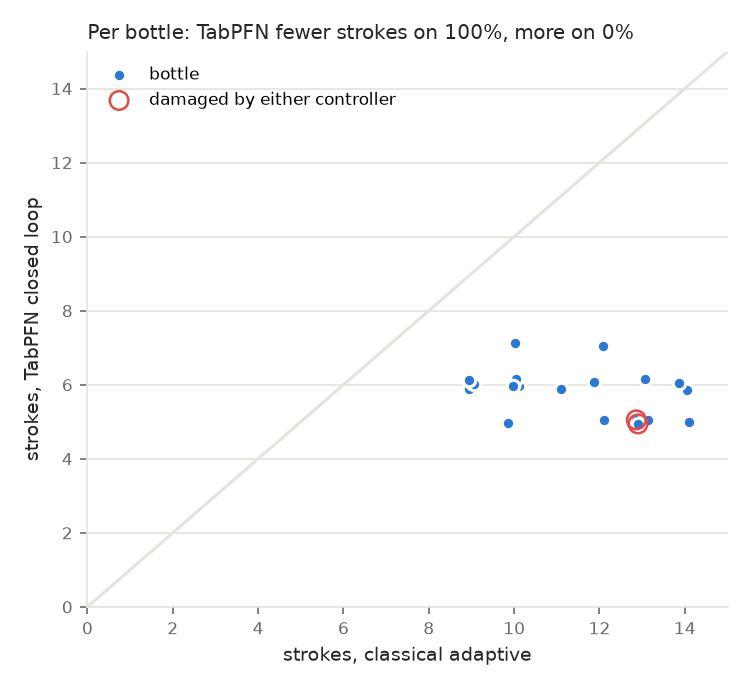 Per bottle: TabPFN fewer strokes on 100%, more on 0%
bottle
damaged by either controller
14
12
10
8
6
4
2
0
0 2 4 6 8 10 12 14
strokes, classical adaptive
strokes, TabPFN closed loop